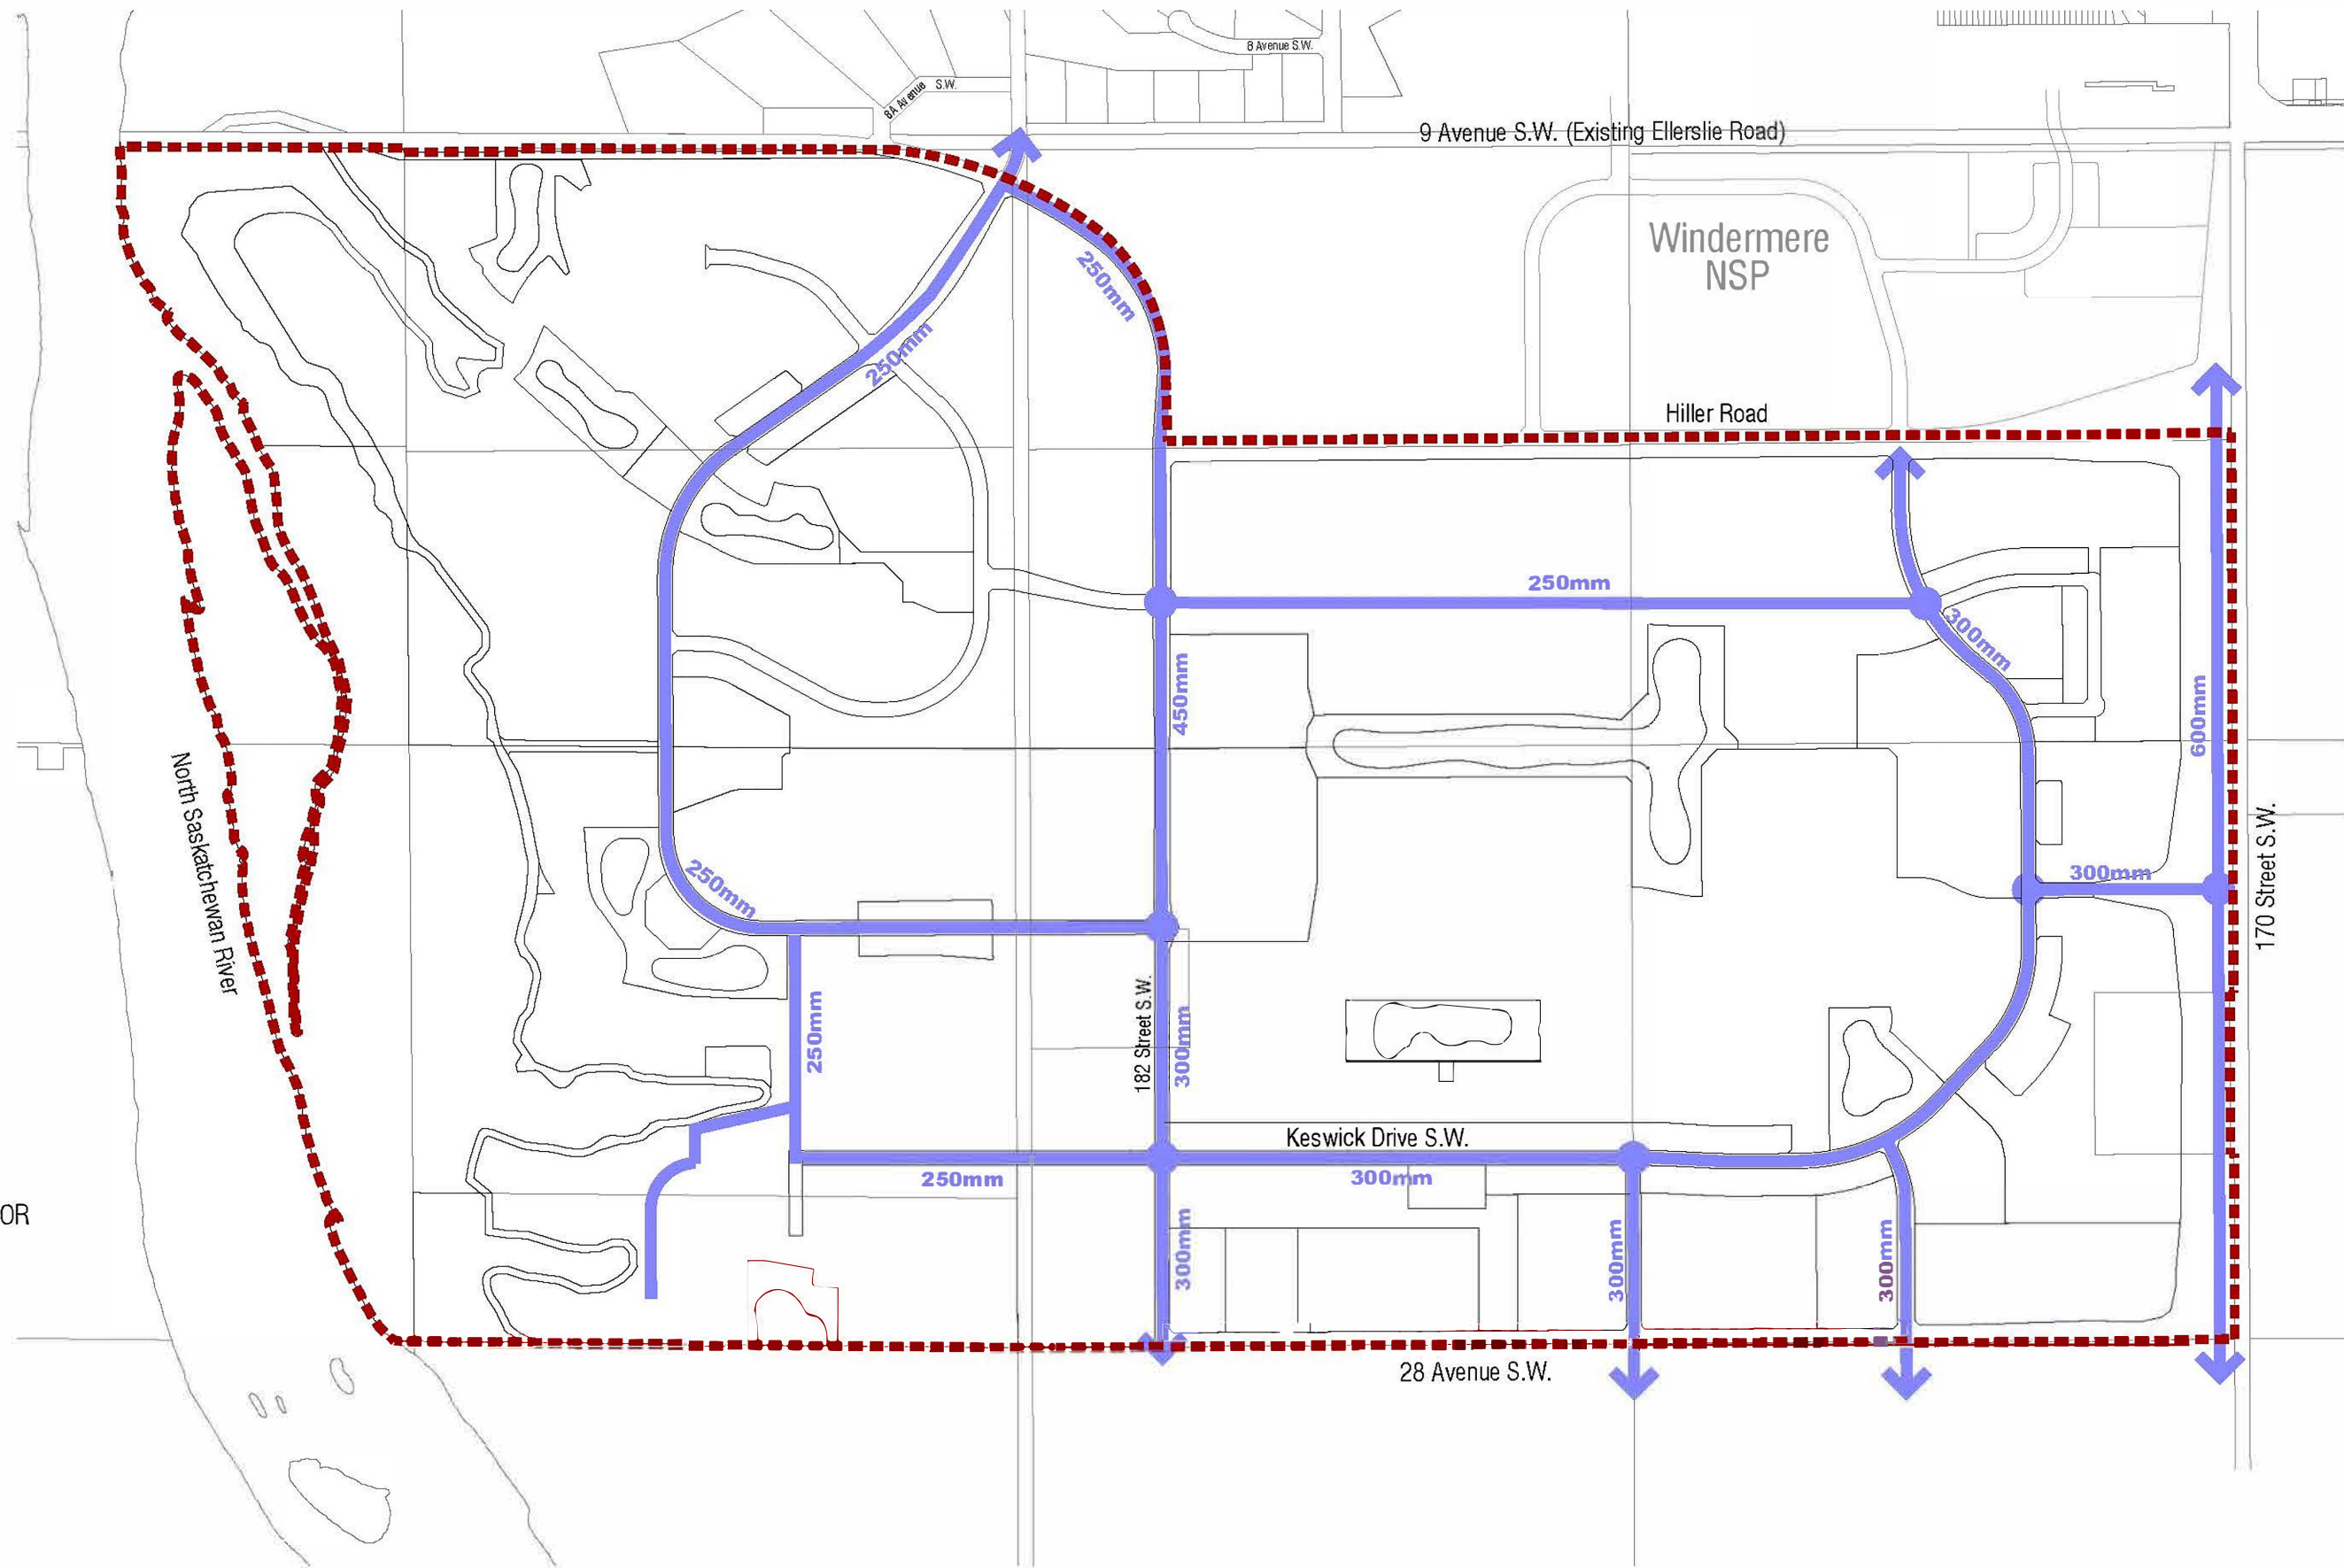 8 Avenue S.W.
8A Avenue S.W.
9 Avenue S.W. (Existing Ellerslie Road)
Windermere
NSP
250mm
250mm
Hiller Road
250mm
300mm
450mm
600mm
North Saskatchewan River
170 Street S.W.
250mm
300mm
182 Street S.W.
300mm
250mm
Keswick Drive S.W.
250mm
300mm
OR
300mm
300mm
300mm
28 Avenue S.W.